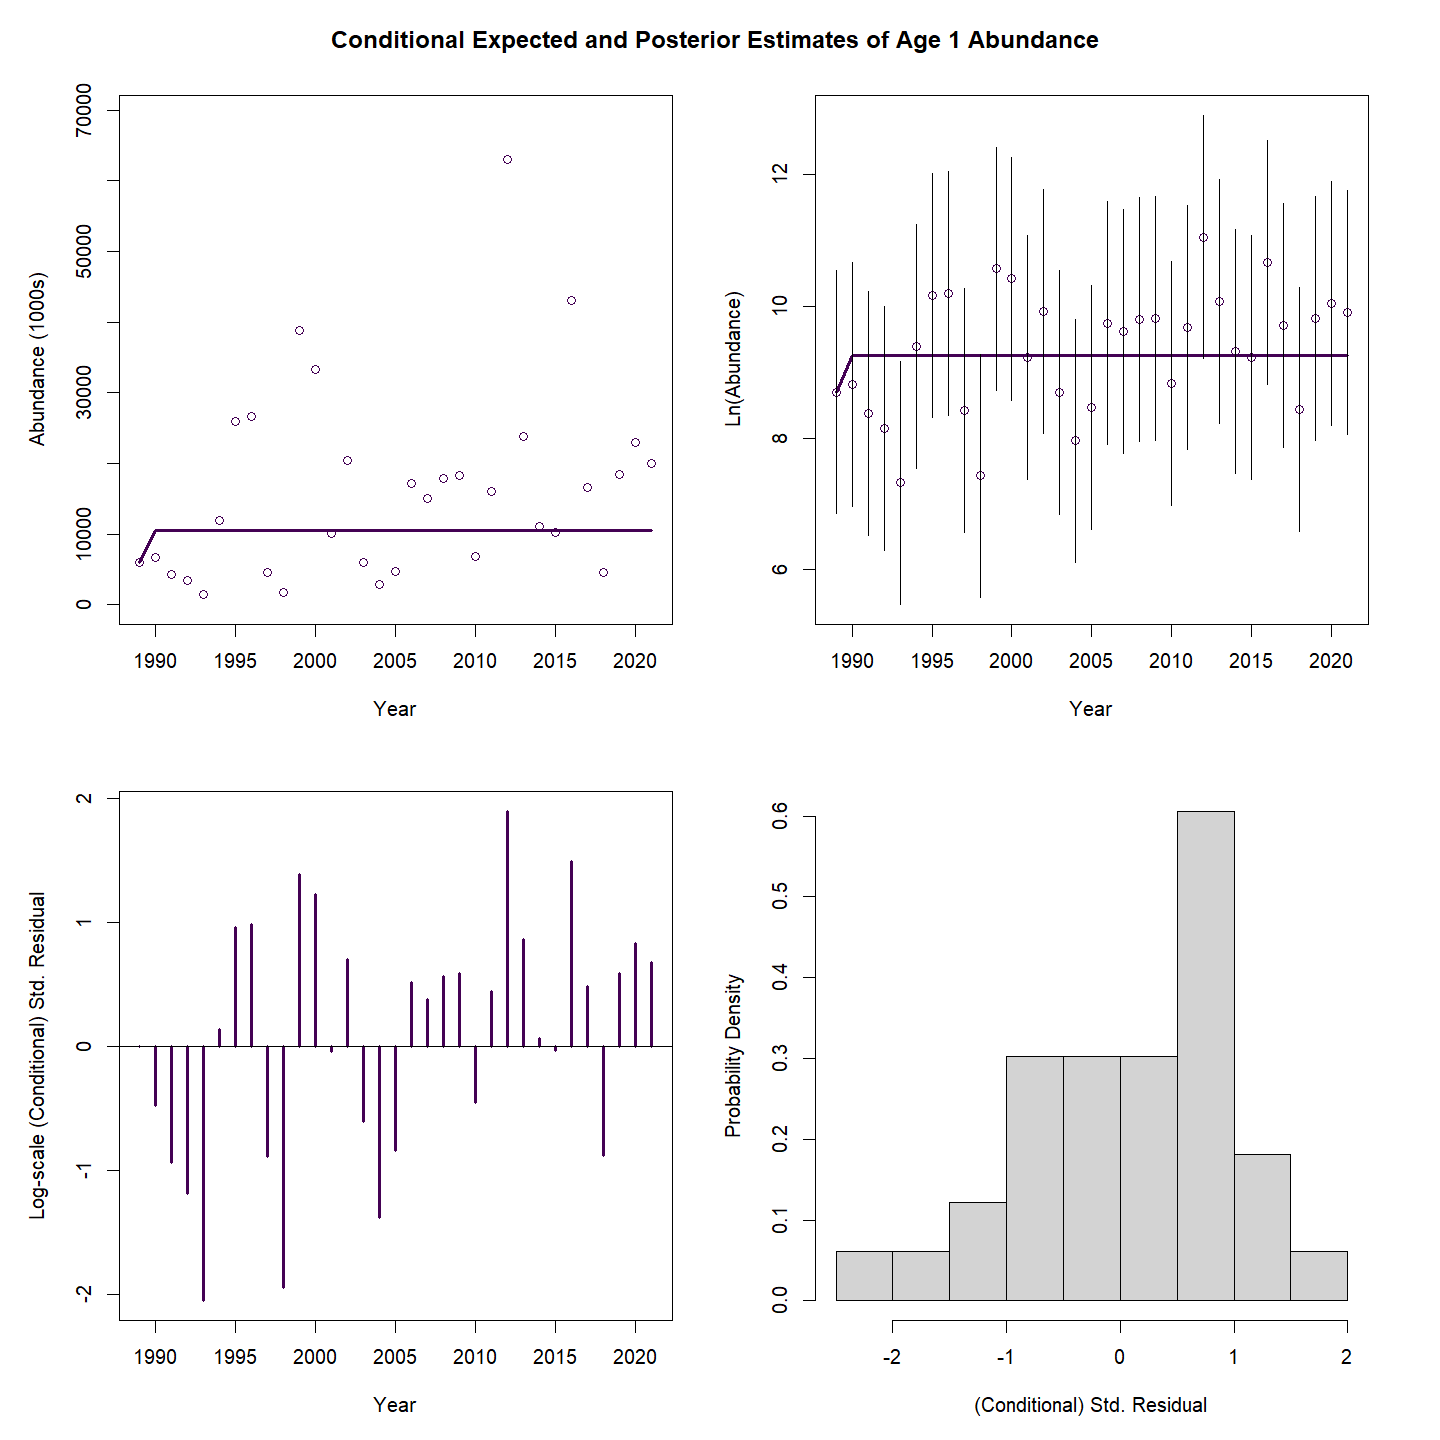 Conditional Expected and Posterior Estimates of Age 1 Abundance
Abundance (1000s)
70000
50000
30000
10000
0
1990 1995 2000 2005 2010 2015 2020
Year
Ln(Abundance)
12
10
8
6
1990 1995 2000 2005 2010 2015 2020
Year
Log-scale (Conditional) Std. Residual
2
1
0
-1
-2
1990 1995 2000 2005 2010 2015 2020
Year
Probability Density
0.6
0.5
0.4
0.3
0.2
0.1
0.0
-2 -1 0 1 2
(Conditional) Std. Residual